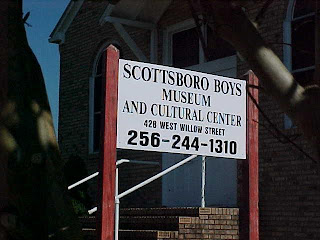 SCOTTSBORO BOYS
MUSEUM
AND CULTURAL CENTER
428 WEST WILLOW STREET
256-244-1310